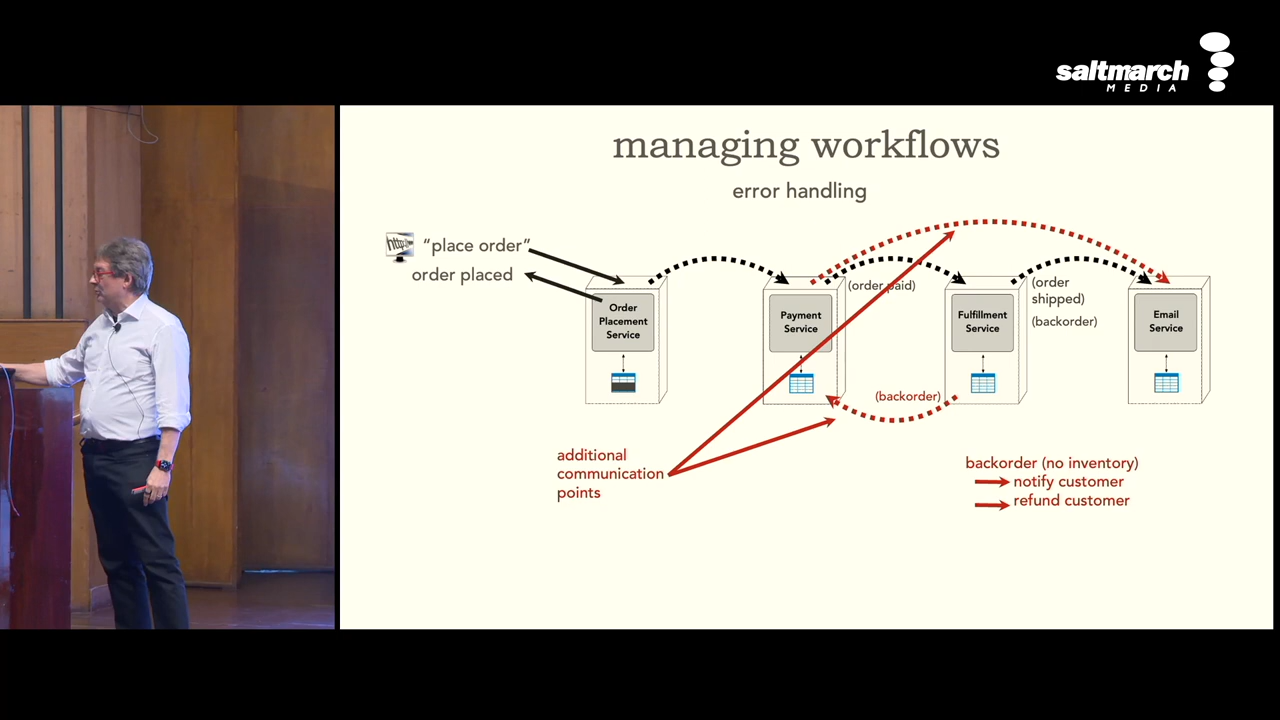 saltmarch
MEDIA
managing workflows
error handling
http://
“place order”
order placed
Order
Placement
Service
Payment
Service
(order paid)
Fulfillment
Service
(order
shipped)
(backorder)
Email
Service
(backorder)
additional
communication
points
backorder (no inventory)
notify customer
refund customer